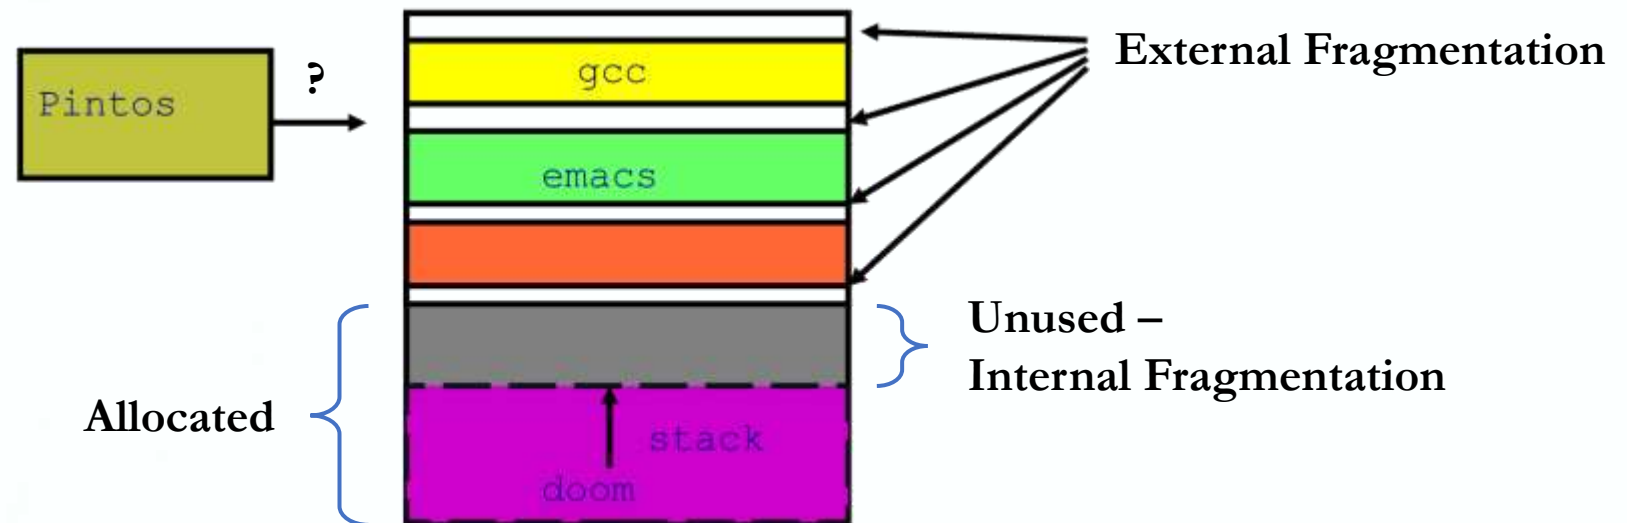 External Fragmentation
gcc
?
Pintos
emacs
Unused –
Internal Fragmentation
Allocated
stack
doom